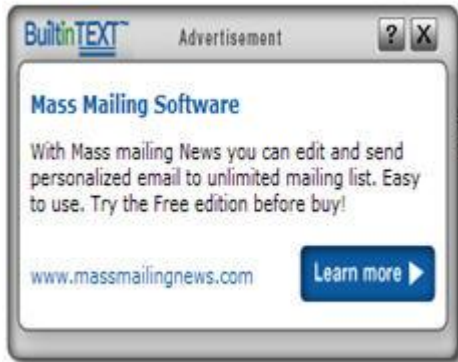 BuiltinTEXT™ Advertisement ? X
Mass Mailing Software
With Mass mailing News you can edit and send
personalized email to unlimited mailing list. Easy
to use. Try the Free edition before buy!
www.massmailingnews.com Learn more